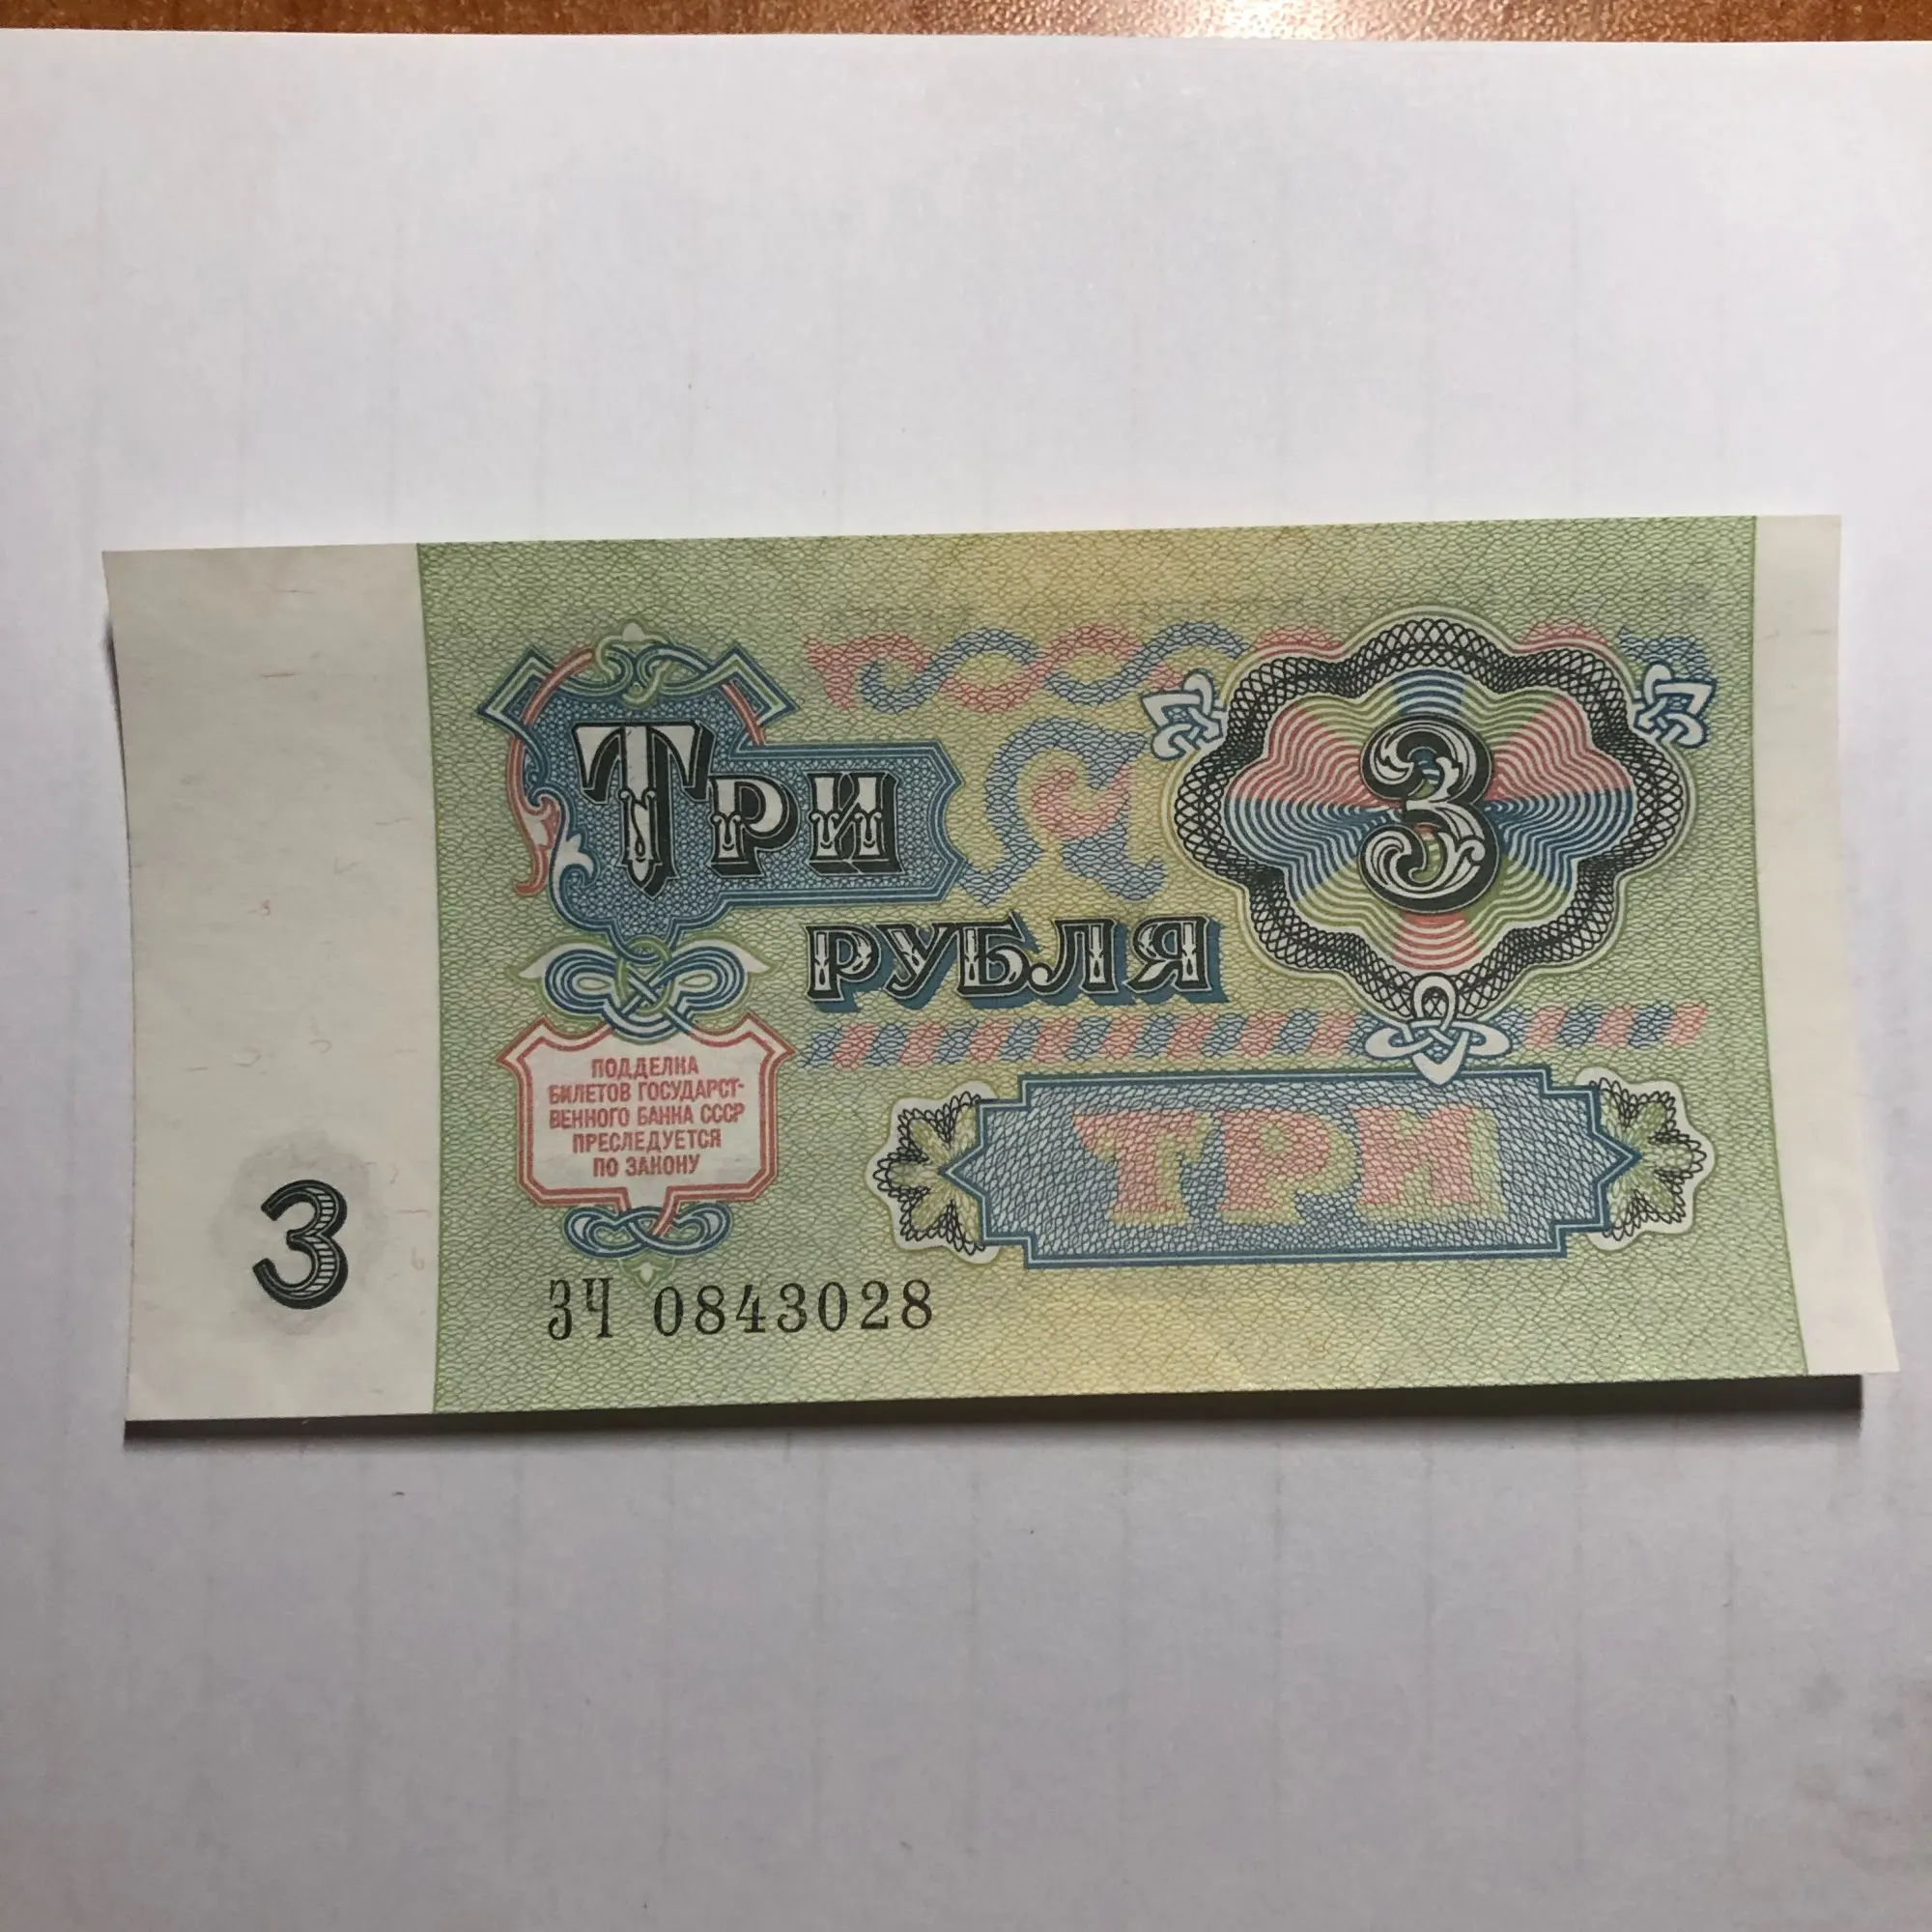 Три
РУБЛЯ
3
ПОДДЕЛКА
БИЛЕТОВ ГОСУДАРСТ-
ВЕННОГО БАНКА СССР
ПРЕСЛЕДУЕТСЯ
ПО ЗАКОНУ
ТРИ
3
ЗЧ 0843028